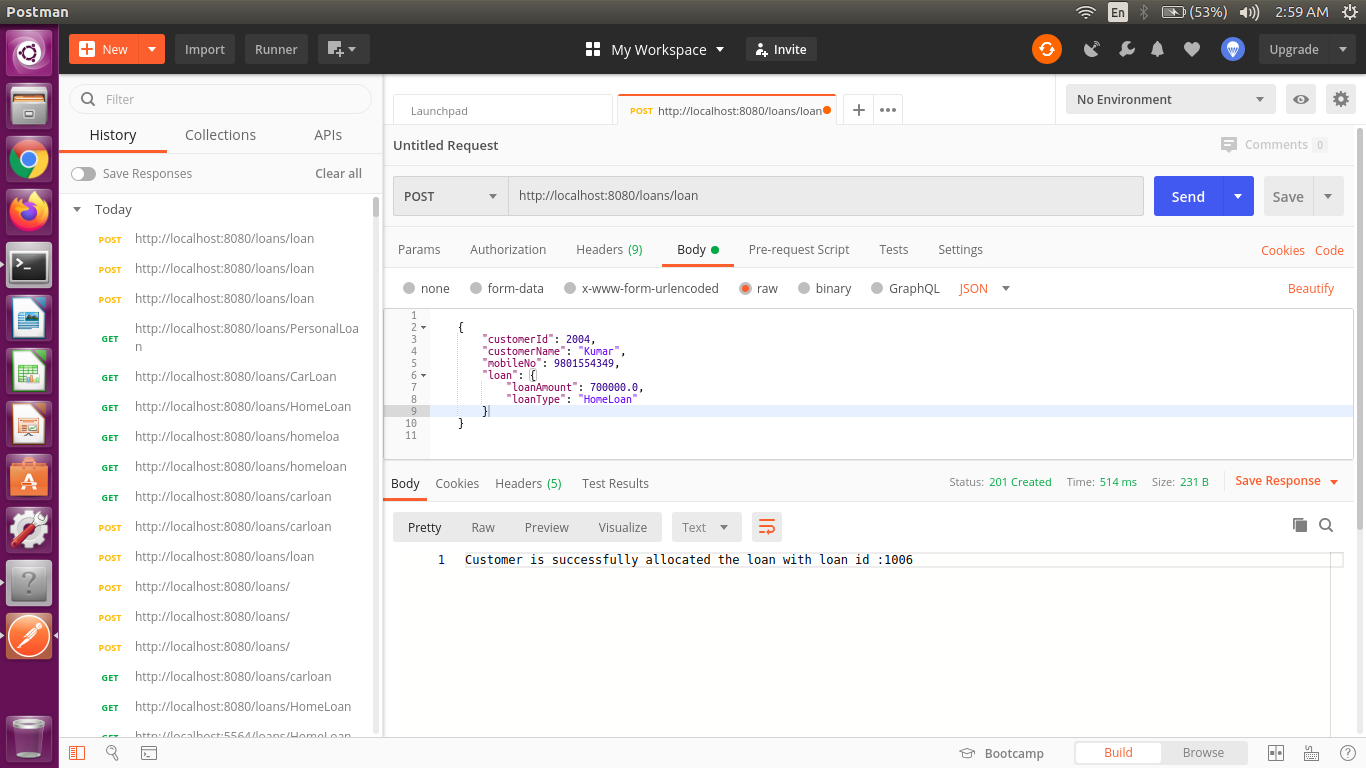 Postman
En
(53%)
2:59 AM
New
Import
Runner
My Workspace
Invite
Upgrade
Filter
History
Collections
APIs
Save Responses
Clear all
Today
POST http://localhost:8080/loans/loan
POST http://localhost:8080/loans/loan
POST http://localhost:8080/loans/loan
GET http://localhost:8080/loans/PersonalLoa
n
GET http://localhost:8080/loans/CarLoan
GET http://localhost:8080/loans/HomeLoan
GET http://localhost:8080/loans/homeloa
GET http://localhost:8080/loans/homeloan
GET http://localhost:8080/loans/carloan
POST http://localhost:8080/loans/carloan
POST http://localhost:8080/loans/loan
POST http://localhost:8080/loans/
POST http://localhost:8080/loans/
POST http://localhost:8080/loans/
GET http://localhost:8080/loans/carloan
GET http://localhost:8080/loans/HomeLoan
GET http://localhost:5564/loans/HomeLoan
Launchpad
POST http://localhost:8080/loans/loan
No Environment
Untitled Request
Comments 0
POST
http://localhost:8080/loans/loan
Send
Save
Params
Authorization
Headers (9)
Body
Pre-request Script
Tests
Settings
Cookies
Code
none
form-data
x-www-form-urlencoded
raw
binary
GraphQL
JSON
Beautify
1
2 {
3 "customerId": 2004,
4 "customerName": "Kumar",
5 "mobileNo": 9801554349,
6 "loan": {
7 "loanAmount": 700000.0,
8 "loanType": "HomeLoan"
9 }
10 }
11
Body
Cookies
Headers (5)
Test Results
Status: 201 Created
Time: 514 ms
Size: 231 B
Save Response
Pretty
Raw
Preview
Visualize
Text
1 Customer is successfully allocated the loan with loan id :1006
Bootcamp
Build
Browse